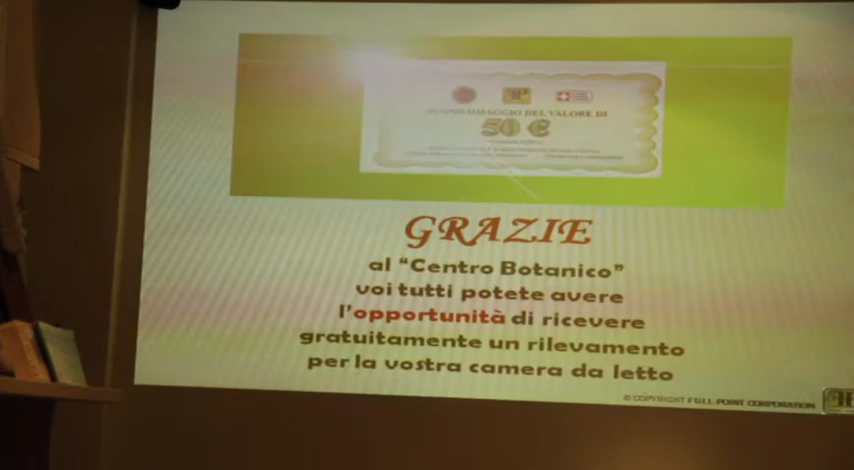 BUONO OMAGGIO DEL VALORE DI
50 €
GRAZIE
al “Centro Botanico”
voi tutti potete avere
l’opportunità di ricevere
gratuitamente un rilevamento
per la vostra camera da letto
© COPYRIGHT FULL-POINT CORPORATION